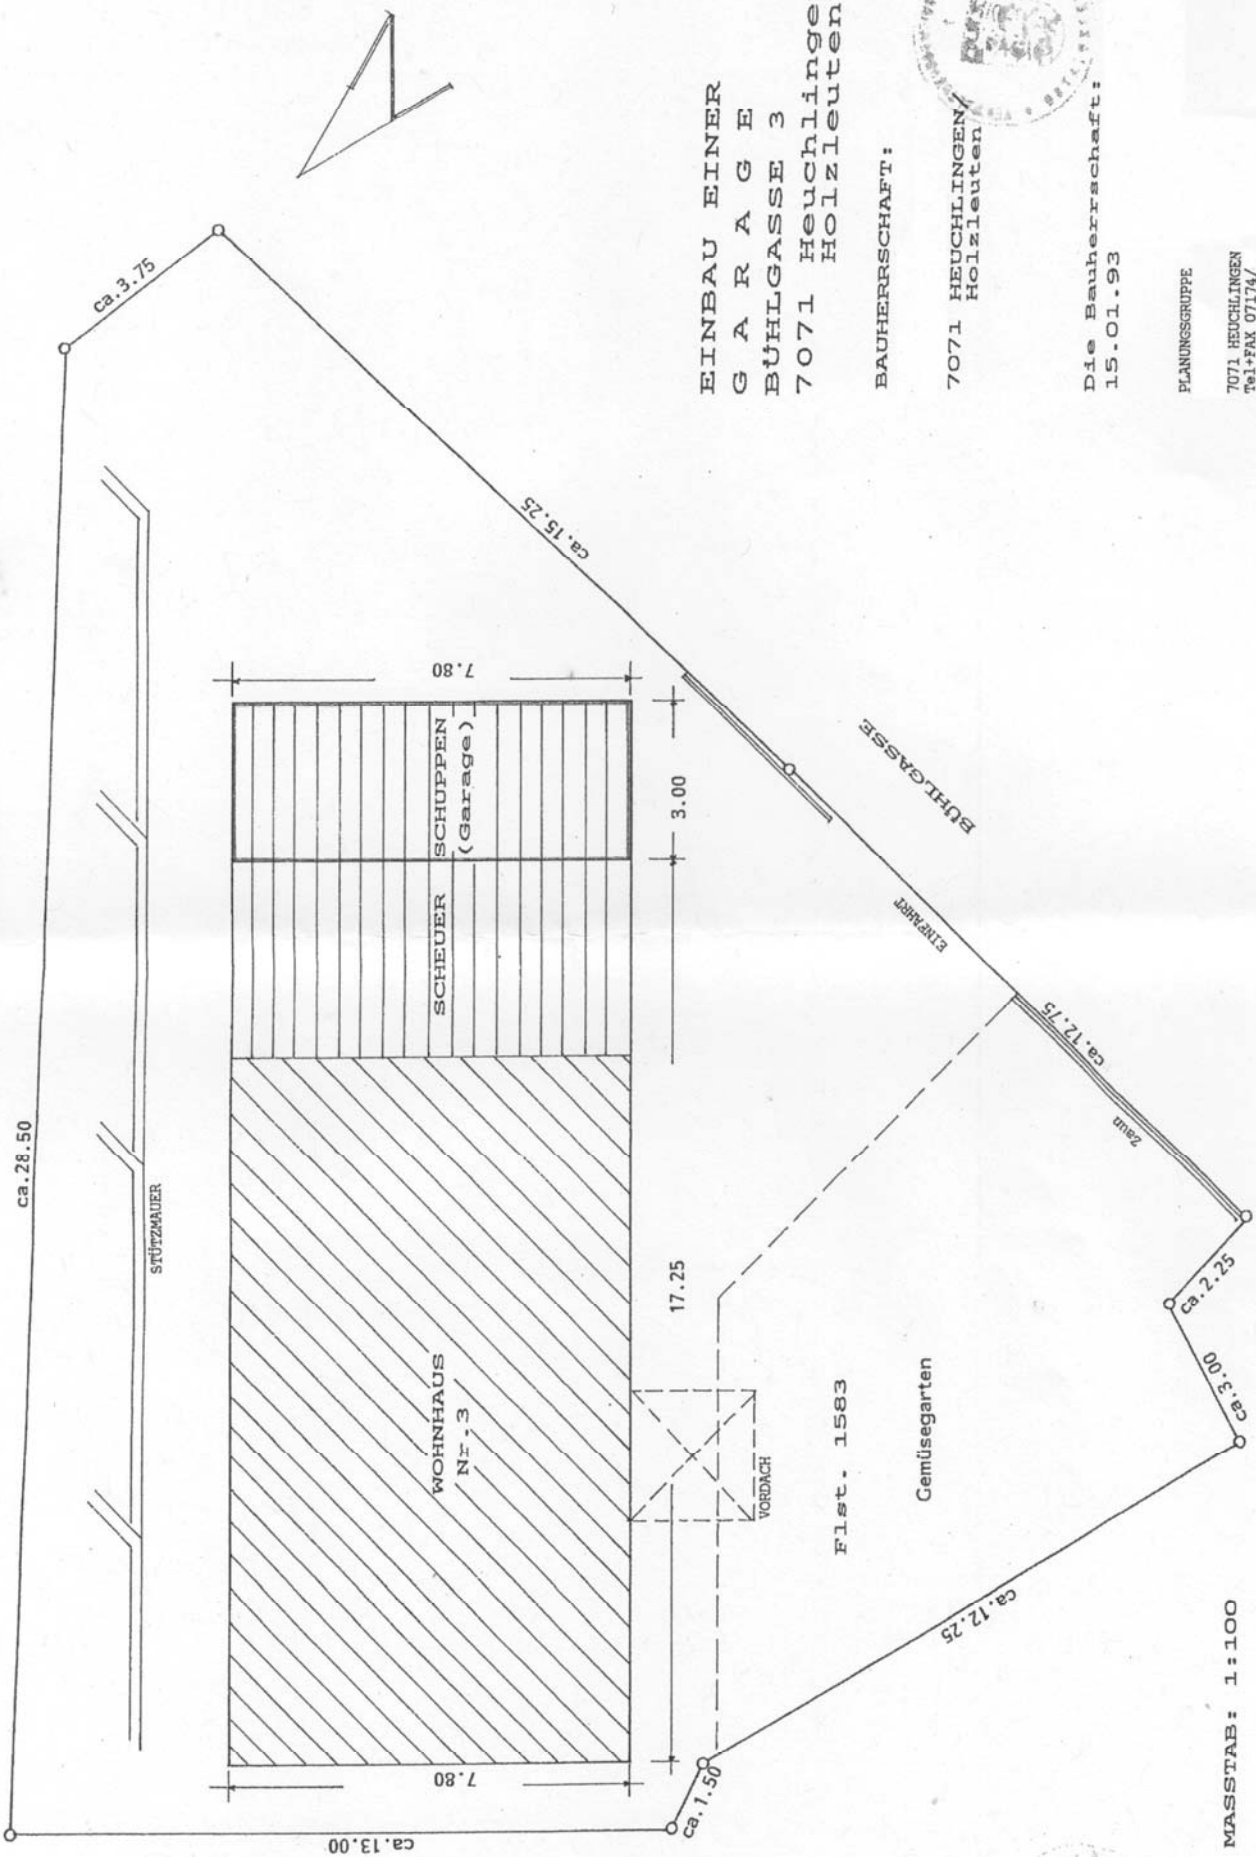 EINBAU EINER
G A R A G E
BÜHLGASSE 3
7071 Heuchlinge
Holzleuten
BAUHERRSCHAFT:
7071 HEUCHLINGEN/
Holzleuten
Die Bauherrschaft:
15.01.93
PLANUNGSGRUPPE
7071 HEUCHLINGEN
Tel+FAX 07174/
ca.28.50
ca.3.75
ca.15.25
STÜTZMAUER
7.80
WOHNHAUS
Nr.3
SCHEUER
SCHUPPEN
(Garage)
7.80
3.00
17.25
ca.13.00
ca.1.50
VORDACH
BÜHLGASSE
EINFAHRT
ca.12.75
Zaun
Flst. 1583
Gemüsegarten
ca.12.25
ca.3.00
ca.2.25
MASSTAB: 1:100